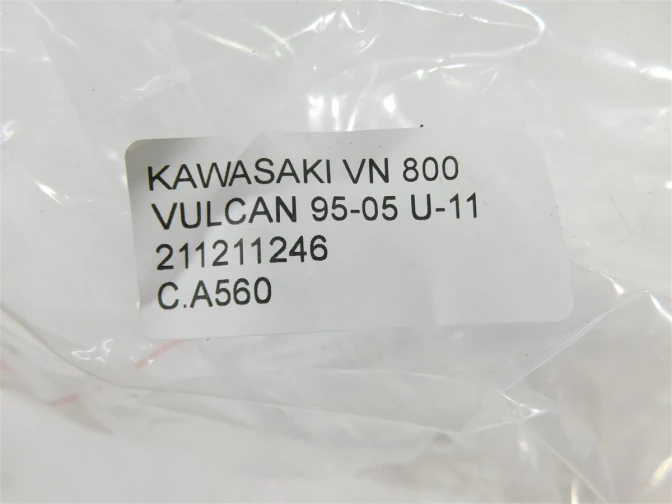 KAWASAKI VN 800
VULCAN 95-05 U-11
211211246
C.A560